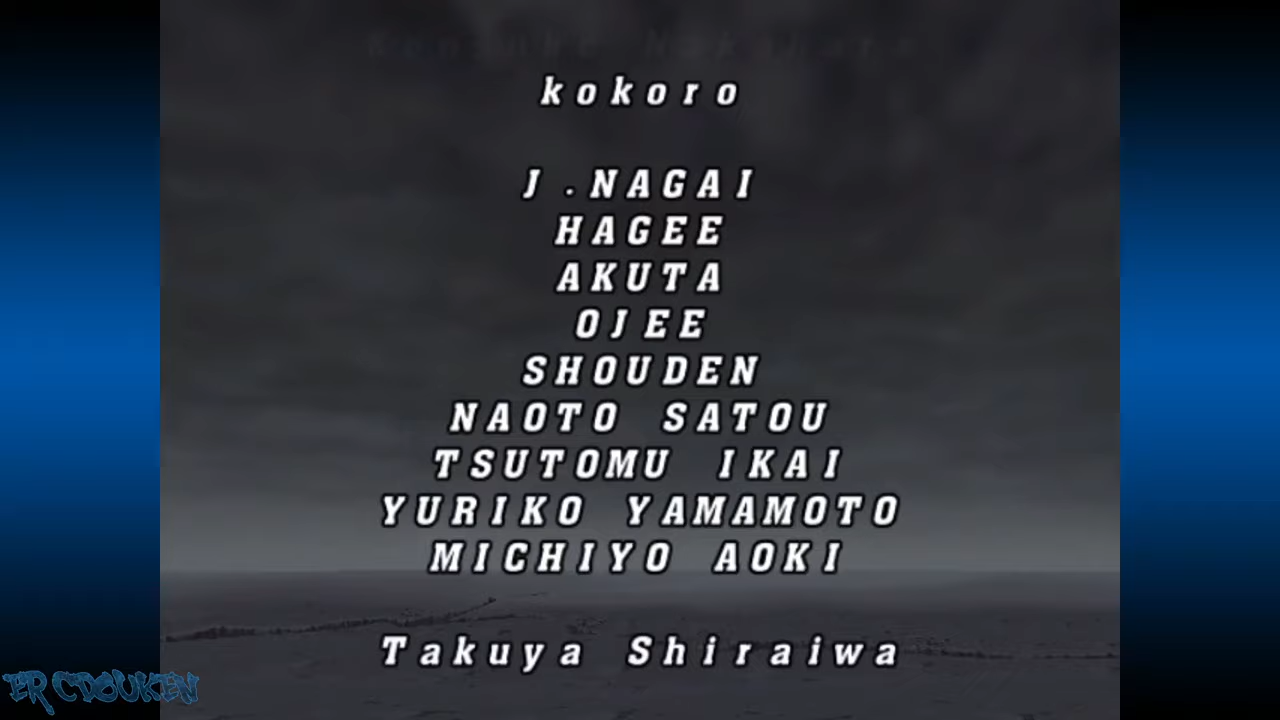 kokoro
J.NAGAI
HAGEE
AKUTA
OJEE
SHOUDEN
NAOTO SATOU
TSUTOMU IKAI
YURIKO YAMAMOTO
MICHIYO AOKI
Takuya Shiraiwa